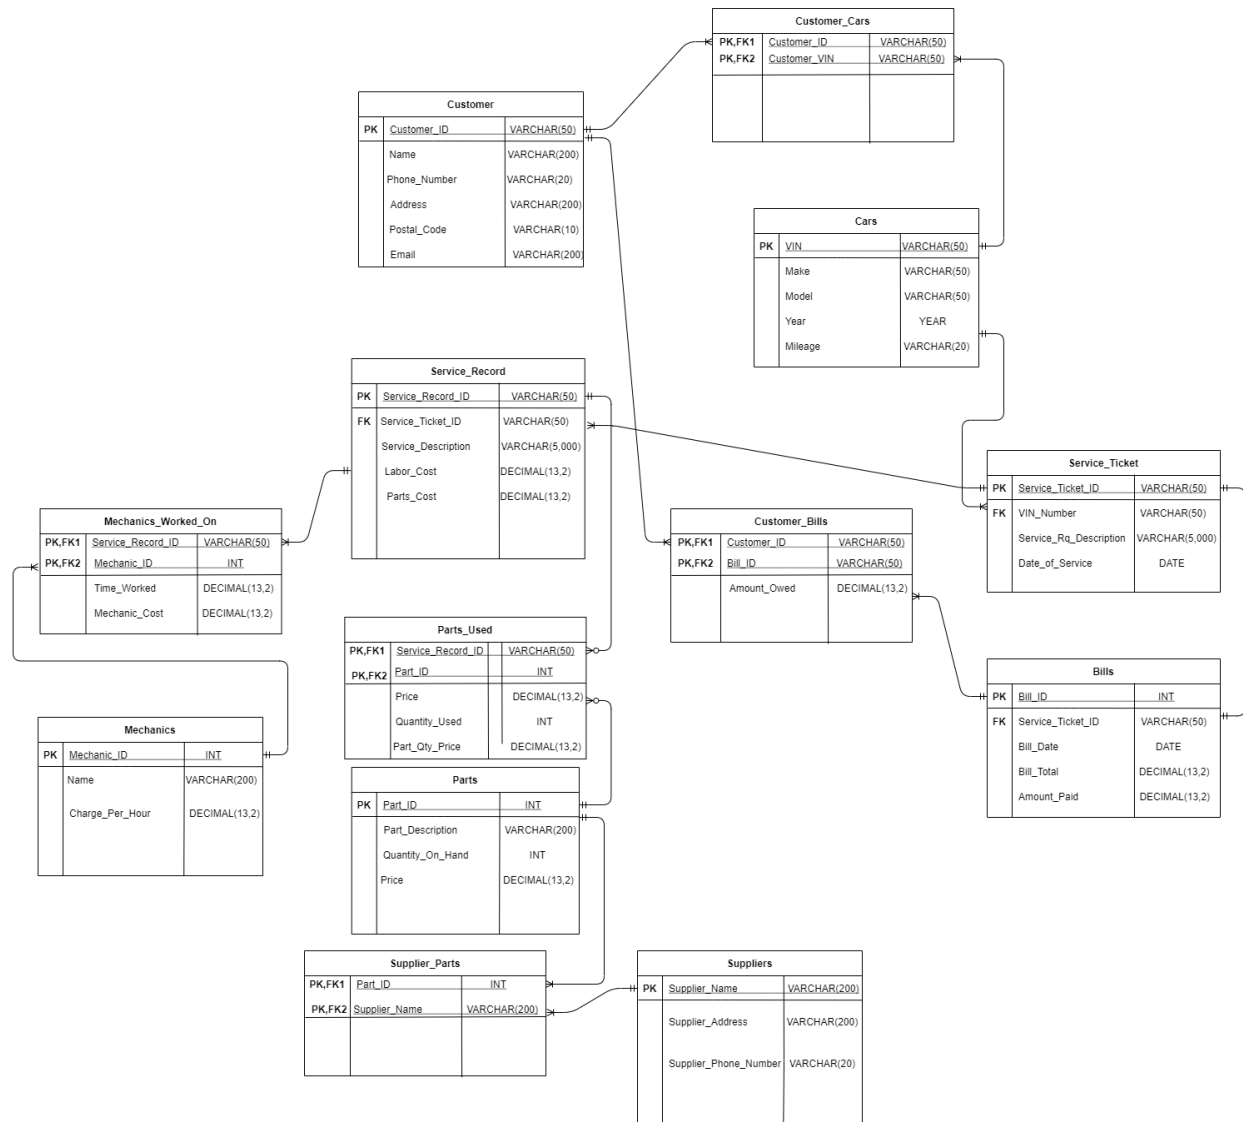 Customer_Cars
PK,FK1 Customer_ID VARCHAR(50)
PK,FK2 Customer_VIN VARCHAR(50)
Customer
PK Customer_ID VARCHAR(50)
Name VARCHAR(200)
Phone_Number VARCHAR(20)
Address VARCHAR(200)
Postal_Code VARCHAR(10)
Email VARCHAR(200)
Cars
PK VIN VARCHAR(50)
Make VARCHAR(50)
Model VARCHAR(50)
Year YEAR
Mileage VARCHAR(20)
Service_Record
PK Service_Record_ID VARCHAR(50)
FK Service_Ticket_ID VARCHAR(50)
Service_Description VARCHAR(5,000)
Labor_Cost DECIMAL(13,2)
Parts_Cost DECIMAL(13,2)
Service_Ticket
PK Service_Ticket_ID VARCHAR(50)
FK VIN_Number VARCHAR(50)
Service_Rq_Description VARCHAR(5,000)
Date_of_Service DATE
Mechanics_Worked_On
PK,FK1 Service_Record_ID VARCHAR(50)
PK,FK2 Mechanic_ID INT
Time_Worked DECIMAL(13,2)
Mechanic_Cost DECIMAL(13,2)
Customer_Bills
PK,FK1 Customer_ID VARCHAR(50)
PK,FK2 Bill_ID VARCHAR(50)
Amount_Owed DECIMAL(13,2)
Parts_Used
PK,FK1 Service_Record_ID VARCHAR(50)
PK,FK2 Part_ID INT
Price DECIMAL(13,2)
Quantity_Used INT
Part_Qty_Price DECIMAL(13,2)
Bills
PK Bill_ID INT
FK Service_Ticket_ID VARCHAR(50)
Bill_Date DATE
Bill_Total DECIMAL(13,2)
Amount_Paid DECIMAL(13,2)
Mechanics
PK Mechanic_ID INT
Name VARCHAR(200)
Charge_Per_Hour DECIMAL(13,2)
Parts
PK Part_ID INT
Part_Description VARCHAR(200)
Quantity_On_Hand INT
Price DECIMAL(13,2)
Supplier_Parts
PK,FK1 Part_ID INT
PK,FK2 Supplier_Name VARCHAR(200)
Suppliers
PK Supplier_Name VARCHAR(200)
Supplier_Address VARCHAR(200)
Supplier_Phone_Number VARCHAR(20)